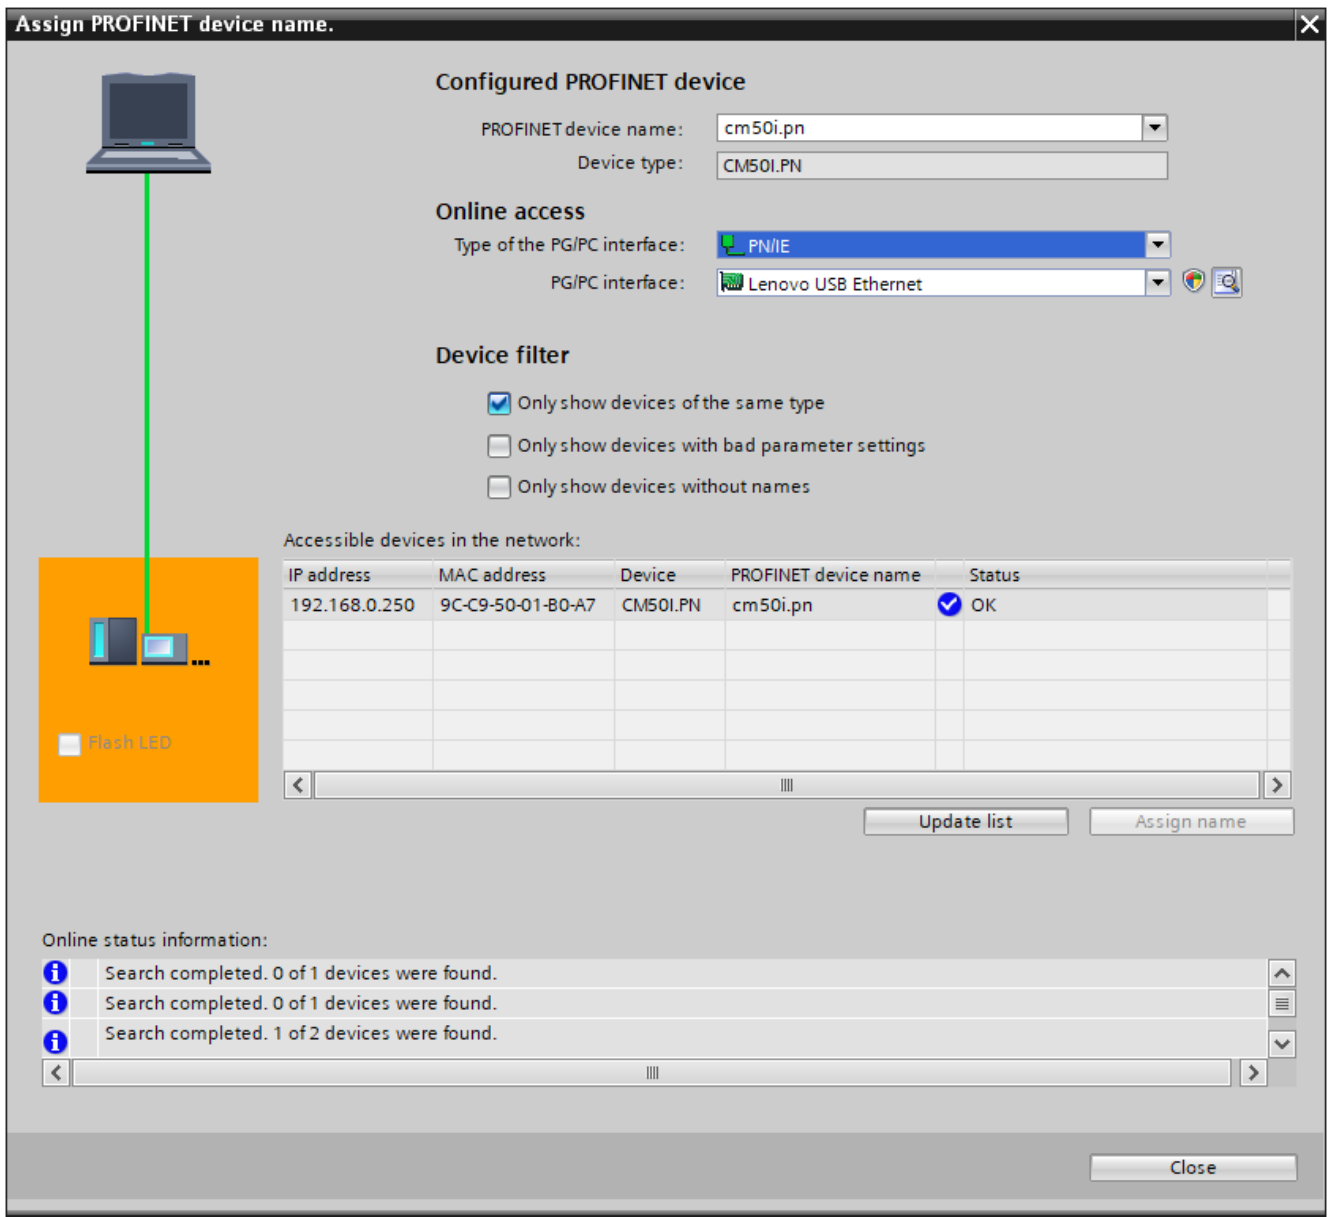 Assign PROFINET device name.
Configured PROFINET device
PROFINET device name: cm50i.pn
Device type: CM50I.PN
Online access
Type of the PG/PC interface: PN/IE
PG/PC interface: Lenovo USB Ethernet
Device filter
Only show devices of the same type
Only show devices with bad parameter settings
Only show devices without names
Accessible devices in the network:
IP address MAC address Device PROFINET device name Status
192.168.0.250 9C-C9-50-01-B0-A7 CM50I.PN cm50i.pn OK
Flash LED
Update list Assign name
Online status information:
Search completed. 0 of 1 devices were found.
Search completed. 0 of 1 devices were found.
Search completed. 1 of 2 devices were found.
Close